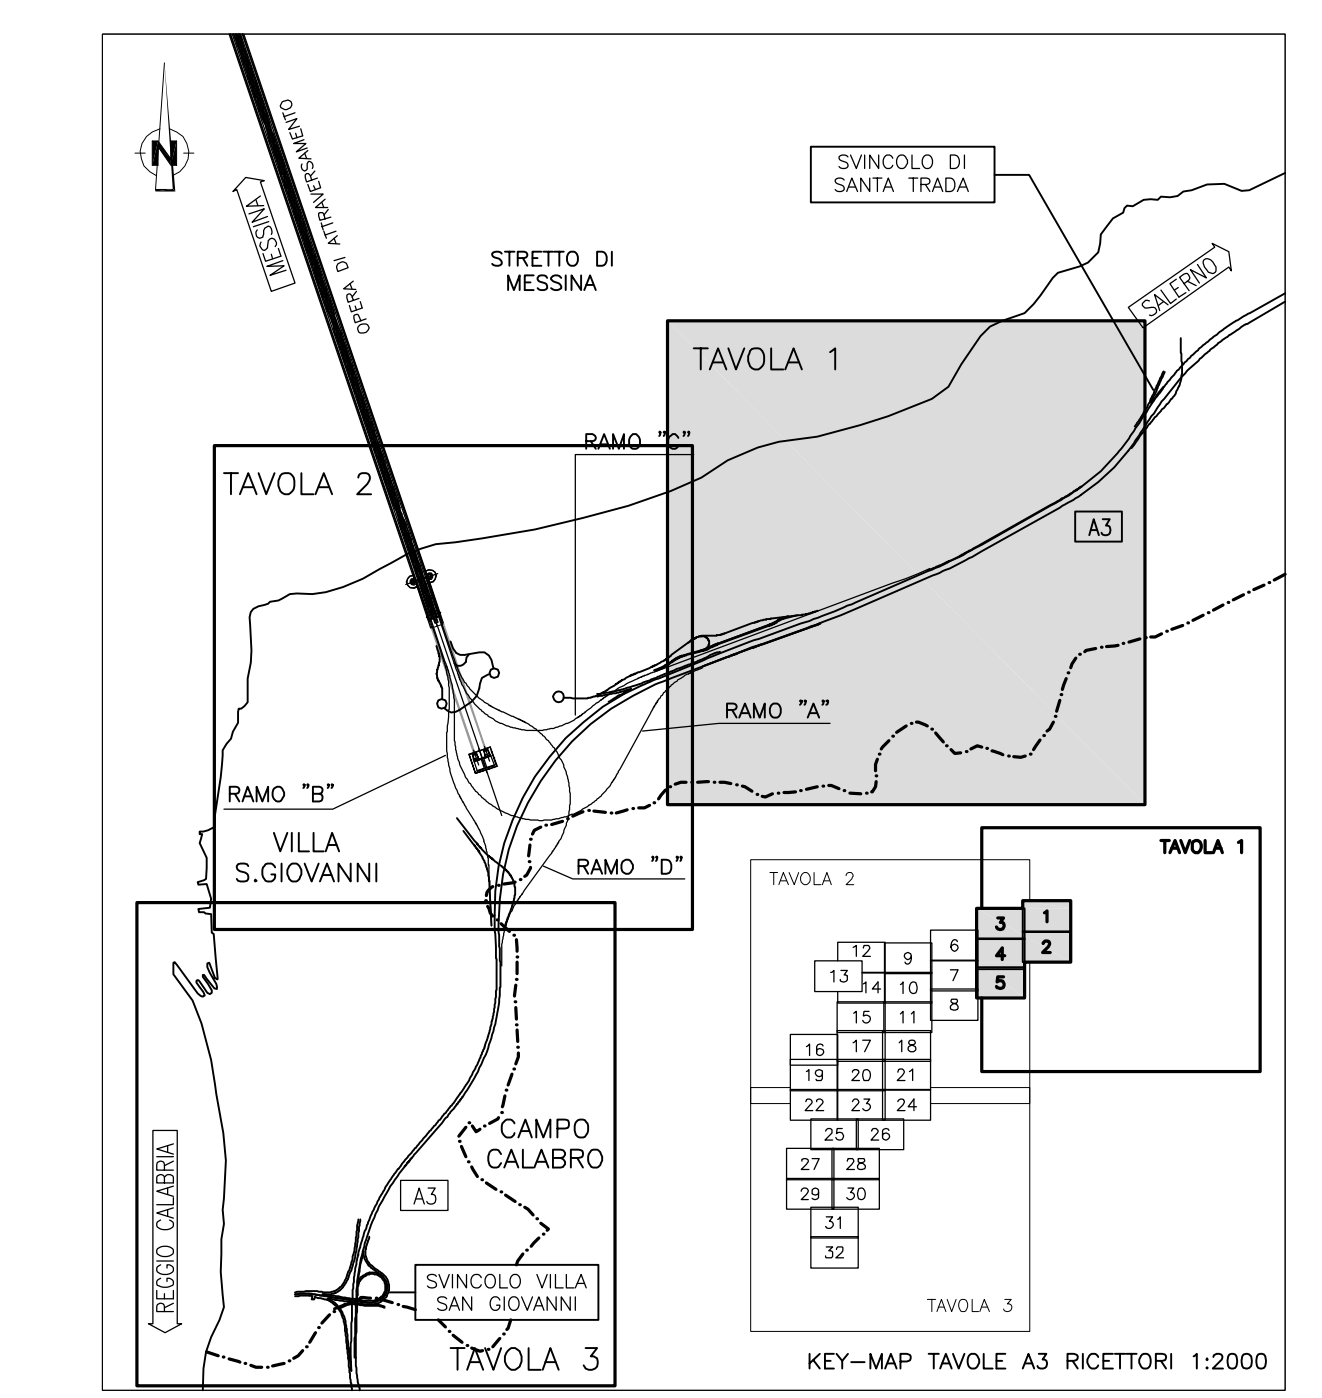 N
MESSINA
OPERA DI ATTRAVERSAMENTO
SVINCOLO DI
SANTA TRADA
STRETTO DI
MESSINA
SALERNO
TAVOLA 1
RAMO "C"
TAVOLA 2
A3
RAMO "A"
RAMO "B"
VILLA
S.GIOVANNI
RAMO "D"
TAVOLA 1
TAVOLA 2
3
1
4
2
5
6
7
8
12
9
13
14
10
15
11
16
17
18
19
20
21
22
23
24
25
26
27
28
29
30
31
32
CAMPO
CALABRO
A3
REGGIO CALABRIA
SVINCOLO VILLA
SAN GIOVANNI
TAVOLA 3
TAVOLA 3
KEY-MAP TAVOLE A3 RICETTORI 1:2000